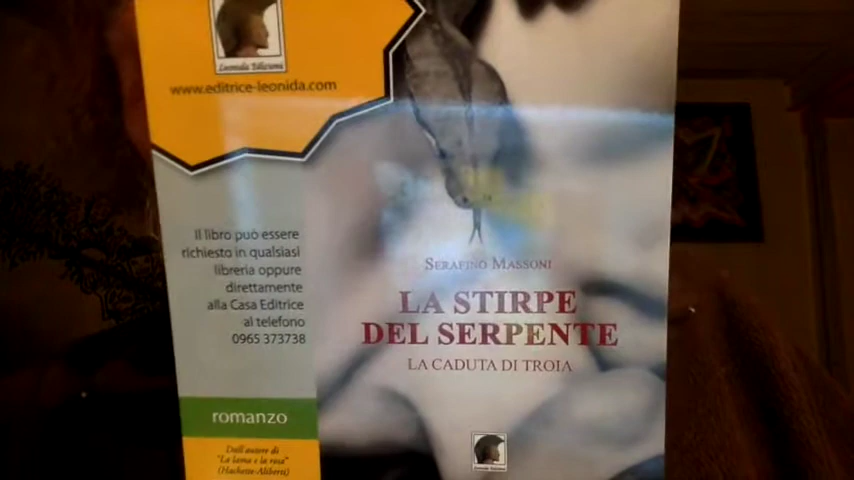 Leonida Edizioni
www.editrice-leonida.com
Il libro può essere
richiesto in qualsiasi
libreria oppure
direttamente
alla Casa Editrice
al telefono
0965 373738
romanzo
Dall'autore di
"La lama e la rosa"
(Hachette-Aliberti)
SERAFINO MASSONI
LA STIRPE
DEL SERPENTE
LA CADUTA DI TROIA
Leonida Edizioni